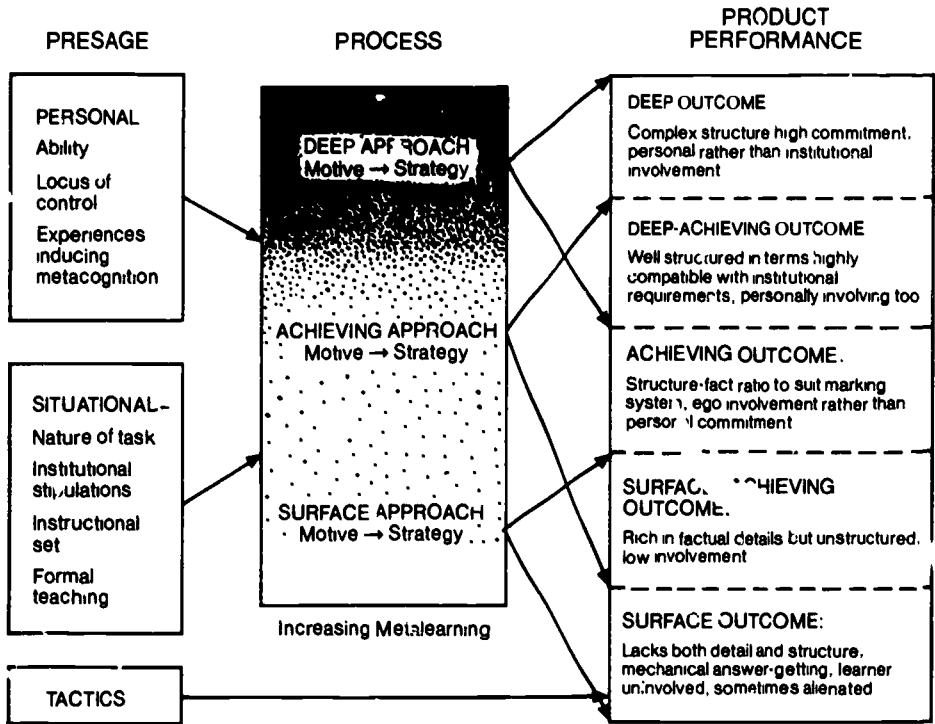 PRESAGE
PROCESS
PRODUCT
PERFORMANCE
PERSONAL
Ability
Locus of
control
Experiences
inducing
metacognition
SITUATIONAL-
Nature of task
Institutional
stipulations
Instructional
set
Formal
teaching
TACTICS
DEEP APPROACH
Motive → Strategy
ACHIEVING APPROACH
Motive → Strategy
SURFACE APPROACH
Motive → Strategy
Increasing Metalearning
DEEP OUTCOME
Complex structure high commitment.
personal rather than institutional
involvement
DEEP-ACHIEVING OUTCOME
Well structured in terms highly
compatible with institutional
requirements, personally involving too
ACHIEVING OUTCOME.
Structure-fact ratio to suit marking
system, ego involvement rather than
personal commitment
SURFACE ACHIEVING
OUTCOME.
Rich in factual details but unstructured.
low involvement
SURFACE OUTCOME:
Lacks both detail and structure,
mechanical answer-getting, learner
uninvolved, sometimes alienated